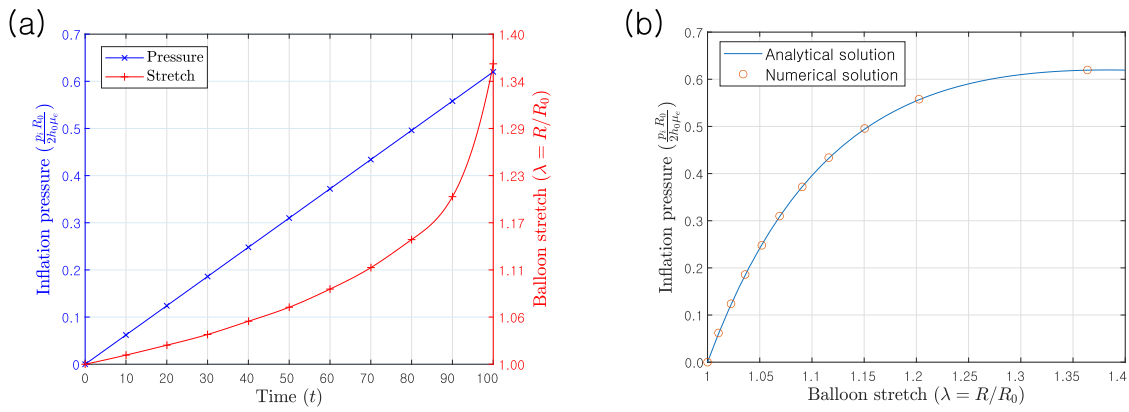 (a)
Pressure
Stretch
Inflation pressure (p_i R_0 / 2h_0 μ_e)
0.7
0.6
0.5
0.4
0.3
0.2
0.1
0
0 10 20 30 40 50 60 70 80 90 100
Time (t)
1.40
1.34
1.29
1.23
1.17
1.11
1.06
1.00
Balloon stretch (λ = R/R_0)
(b)
Analytical solution
Numerical solution
Inflation pressure (p_i R_0 / 2h_0 μ_e)
0.7
0.6
0.5
0.4
0.3
0.2
0.1
0.0
1 1.05 1.1 1.15 1.2 1.25 1.3 1.35 1.4
Balloon stretch (λ = R/R_0)